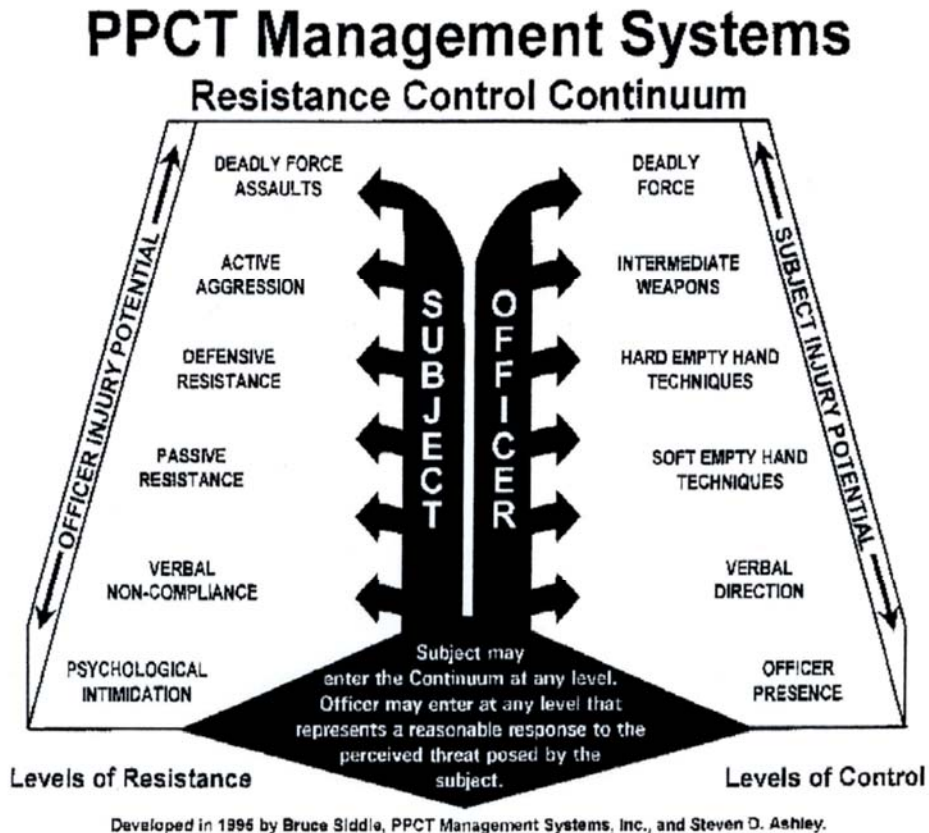 PPCT Management Systems
Resistance Control Continuum
OFFICER INJURY POTENTIAL
DEADLY FORCE
ASSAULTS
ACTIVE
AGGRESSION
DEFENSIVE
RESISTANCE
PASSIVE
RESISTANCE
VERBAL
NON-COMPLIANCE
PSYCHOLOGICAL
INTIMIDATION
SUBJECT
OFFICER
DEADLY
FORCE
INTERMEDIATE
WEAPONS
HARD EMPTY HAND
TECHNIQUES
SOFT EMPTY HAND
TECHNIQUES
VERBAL
DIRECTION
OFFICER
PRESENCE
SUBJECT INJURY POTENTIAL
Subject may
enter the Continuum at any level.
Officer may enter at any level that
represents a reasonable response to the
perceived threat posed by the
subject.
Levels of Resistance
Levels of Control
Developed in 1995 by Bruce Siddle, PPCT Management Systems, Inc., and Steven D. Ashley.